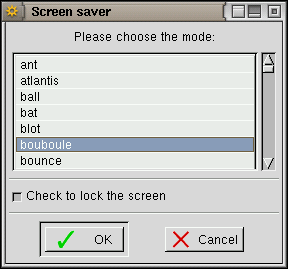 Screen saver
Please choose the mode:
ant
atlantis
ball
bat
blot
bouboule
bounce
Check to lock the screen
OK
Cancel